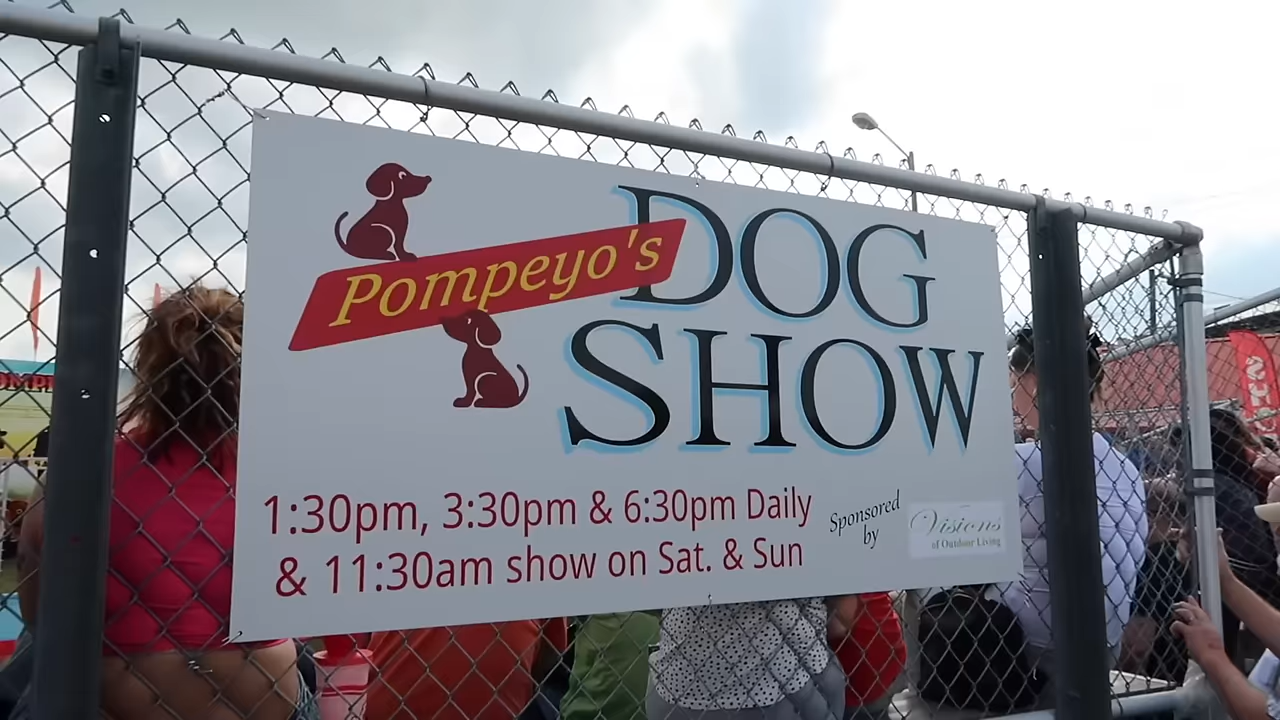 Pompeyo's
DOG
SHOW
1:30pm, 3:30pm & 6:30pm Daily
& 11:30am show on Sat. & Sun
Sponsored
by
Visions
of Outdoor Living